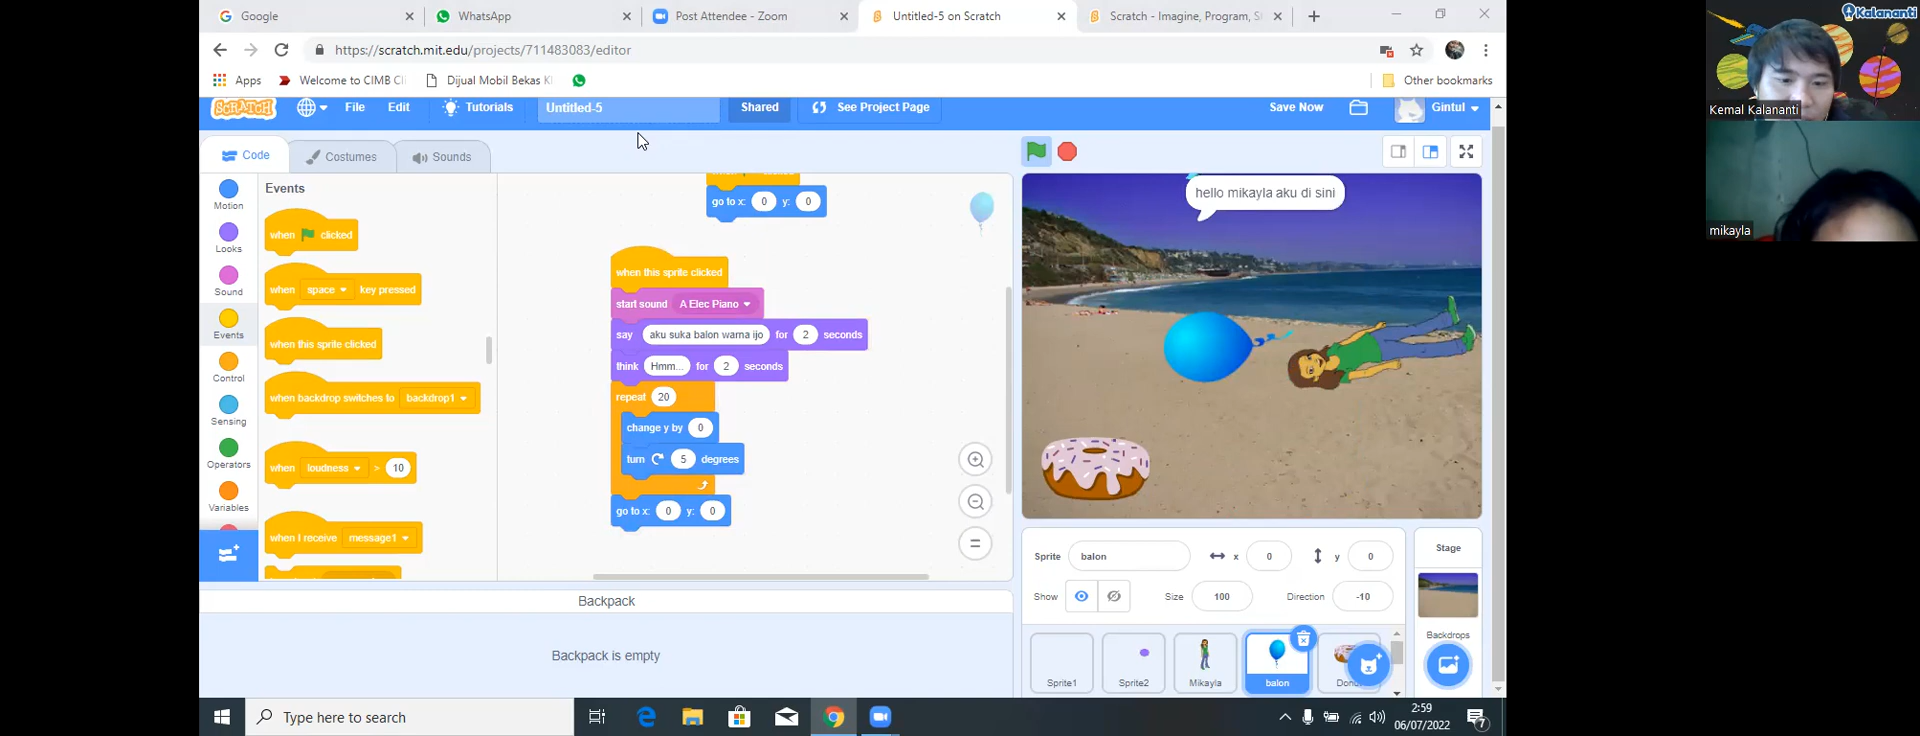 Google
WhatsApp
Post Attendee - Zoom
Untitled-5 on Scratch
Scratch - Imagine, Program, S
https://scratch.mit.edu/projects/711483083/editor
Apps
Welcome to CIMB Cl
Dijual Mobil Bekas K
Other bookmarks
SCRATCH
File
Edit
Tutorials
Untitled-5
Shared
See Project Page
Save Now
Gintul
Code
Costumes
Sounds
Motion
Looks
Sound
Events
Control
Sensing
Operators
Variables
Events
when clicked
when space key pressed
when this sprite clicked
when backdrop switches to backdrop1
when loudness > 10
when I receive message1
go to x: 0 y: 0
when this sprite clicked
start sound A Elec Piano
say aku suka balon warna ijo for 2 seconds
think Hmm... for 2 seconds
repeat 20
change y by 0
turn 5 degrees
go to x: 0 y: 0
Backpack
Backpack is empty
hello mikayla aku di sini
Sprite balon x 0 y 0
Show Size 100 Direction -10
Sprite1
Sprite2
Mikayla
balon
Stage
Backdrops
Type here to search
2:59
06/07/2022
7
Kalananti
Kemal Kalananti
mikayla